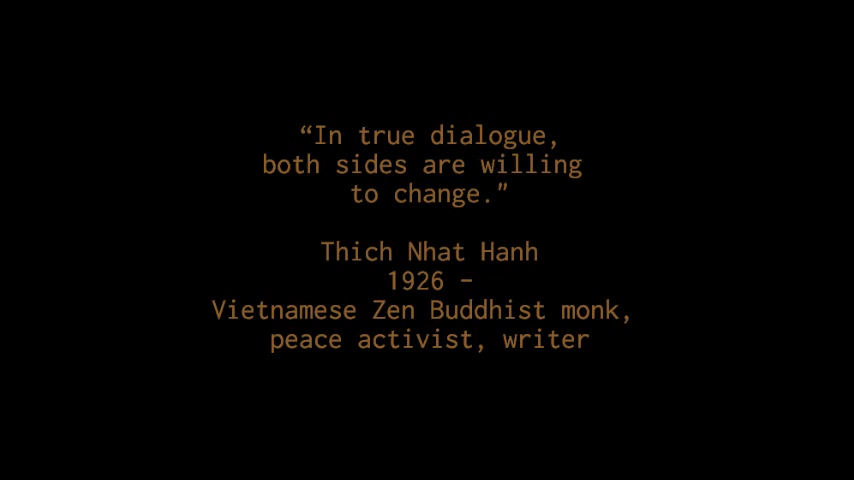 “In true dialogue,
both sides are willing
to change."
Thich Nhat Hanh
1926 –
Vietnamese Zen Buddhist monk,
peace activist, writer